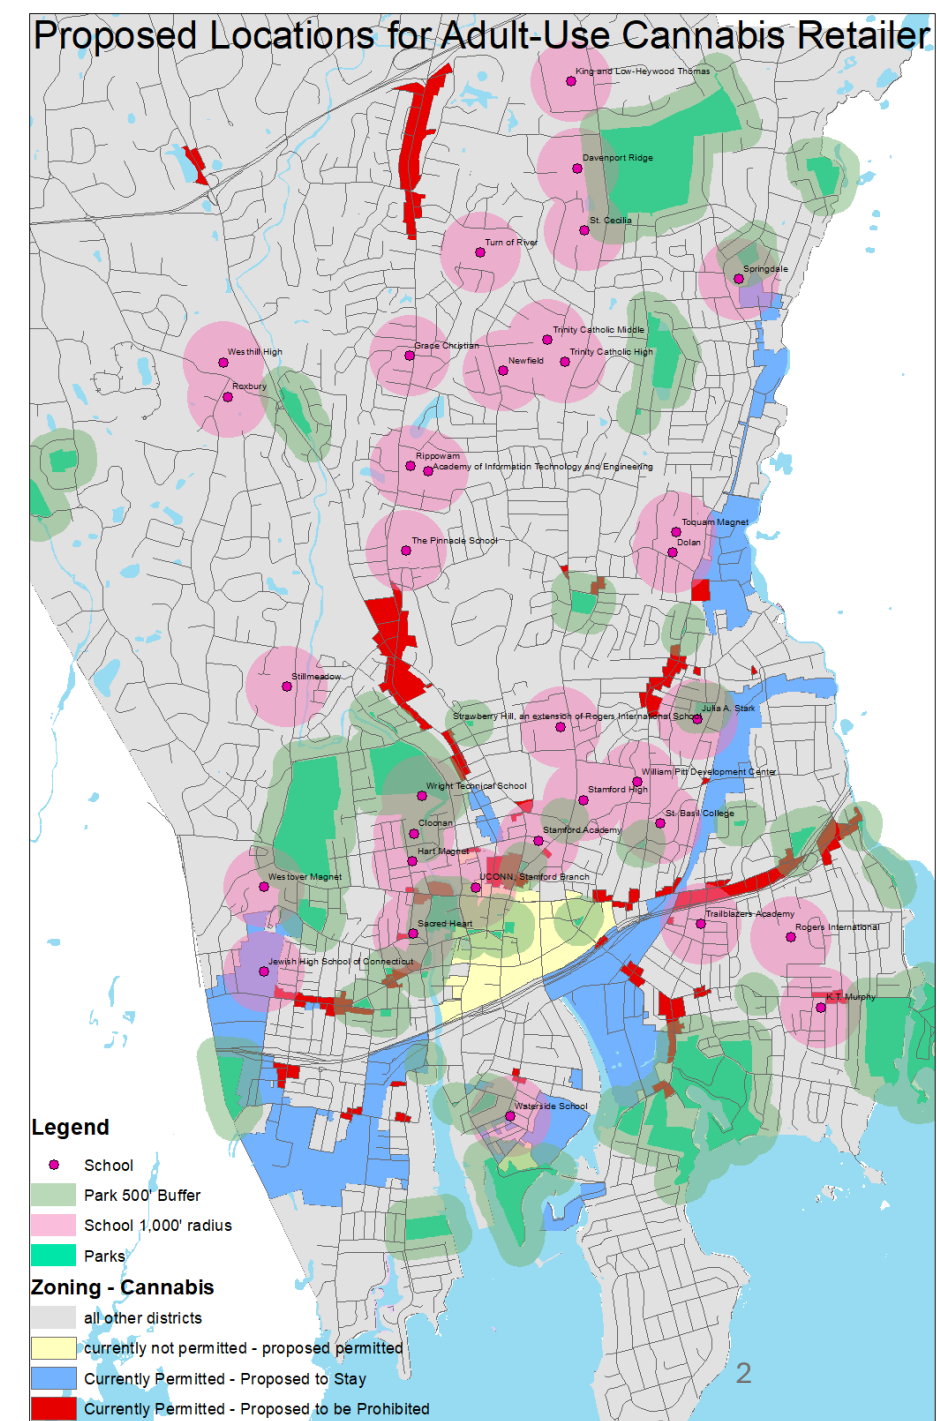 Proposed Locations for Adult-Use Cannabis Retailer
King and Low-Heywood Thomas
Davenport Ridge
St. Cecilia
Turn of River
Springdale
Trinity Catholic Middle
Grace Christian
Trinity Catholic High
Newfield
Westhill High
Roxbury
Rippowam
Academy of Information Technology and Engineering
Toquam Magnet
The Pinnacle School
Dolan
Stillmeadow
Julia A. Stark
Strawberry Hill, an extension of Rogers International School
William Pitt Development Center
Wright Technical School
Stamford High
St. Basil College
Cloonan
Stamford Academy
Hart Magnet
Westover Magnet
UCONN, Stamford Branch
Trailblazers Academy
Sacred Heart
Rogers International
Jewish High School of Connecticut
K.T. Murphy
Waterside School
Legend
School
Park 500' Buffer
School 1,000' radius
Parks
Zoning - Cannabis
all other districts
currently not permitted - proposed permitted
Currently Permitted - Proposed to Stay
Currently Permitted - Proposed to be Prohibited
2